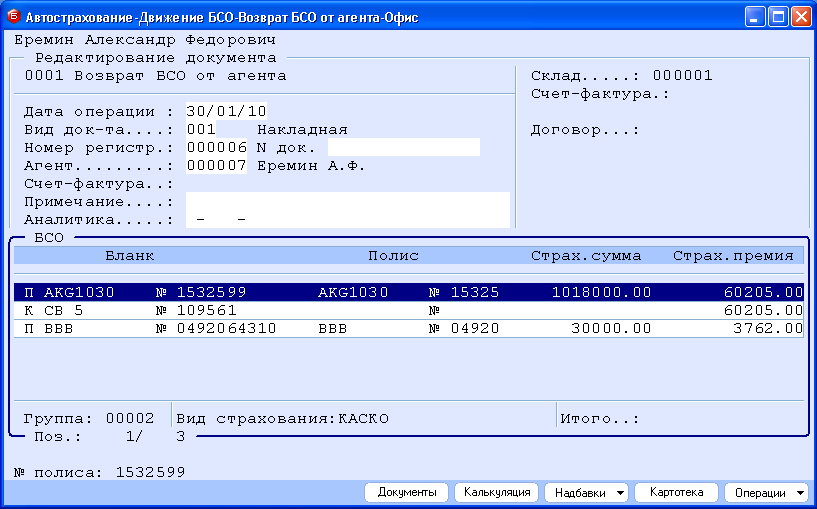 Автострахование-Движение БСО-Возврат БСО от агента-Офис
Еремин Александр Федорович
Редактирование документа
0001 Возврат БСО от агента
Склад.....: 000001
Счет-фактура.:
Дата операции : 30/01/10
Вид док-та....: 001 Накладная
Договор...:
Номер регистр.: 000006 N док.
Агент.........: 000007 Еремин А.Ф.
Счет-фактура..:
Примечание....:
Аналитика.....: - -
БСО
Бланк Полис Страх.сумма Страх.премия
П AKG1030 № 1532599 AKG1030 № 15325 1018000.00 60205.00
К СВ 5 № 109561 № 60205.00
П ВВВ № 0492064310 ВВВ № 04920 30000.00 3762.00
Группа: 00002 Вид страхования:КАСКО Итого..:
Поз.: 1/ 3
№ полиса: 1532599
Документы Калькуляция Надбавки Картотека Операции